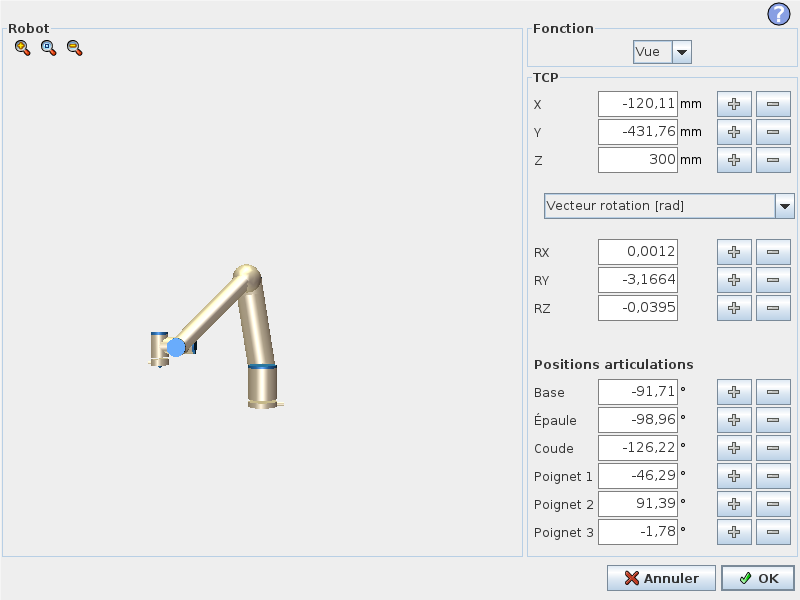 Robot
?
Fonction
Vue
TCP
X -120,11 mm
Y -431,76 mm
Z 300 mm
Vecteur rotation [rad]
RX 0,0012
RY -3,1664
RZ -0,0395
Positions articulations
Base -91,71 °
Épaule -98,96 °
Coude -126,22 °
Poignet 1 -46,29 °
Poignet 2 91,39 °
Poignet 3 -1,78 °
Annuler OK